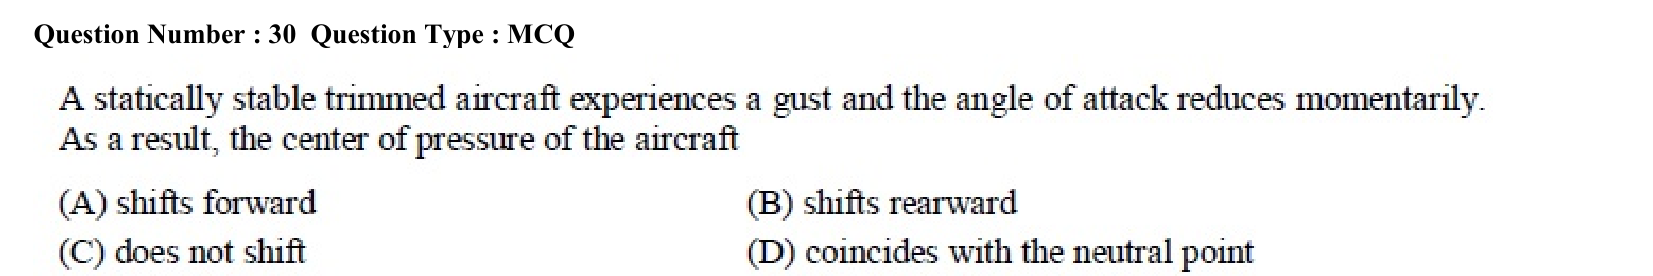 Question Number : 30 Question Type : MCQ
A statically stable trimmed aircraft experiences a gust and the angle of attack reduces momentarily.
As a result, the center of pressure of the aircraft
(A) shifts forward (B) shifts rearward
(C) does not shift (D) coincides with the neutral point